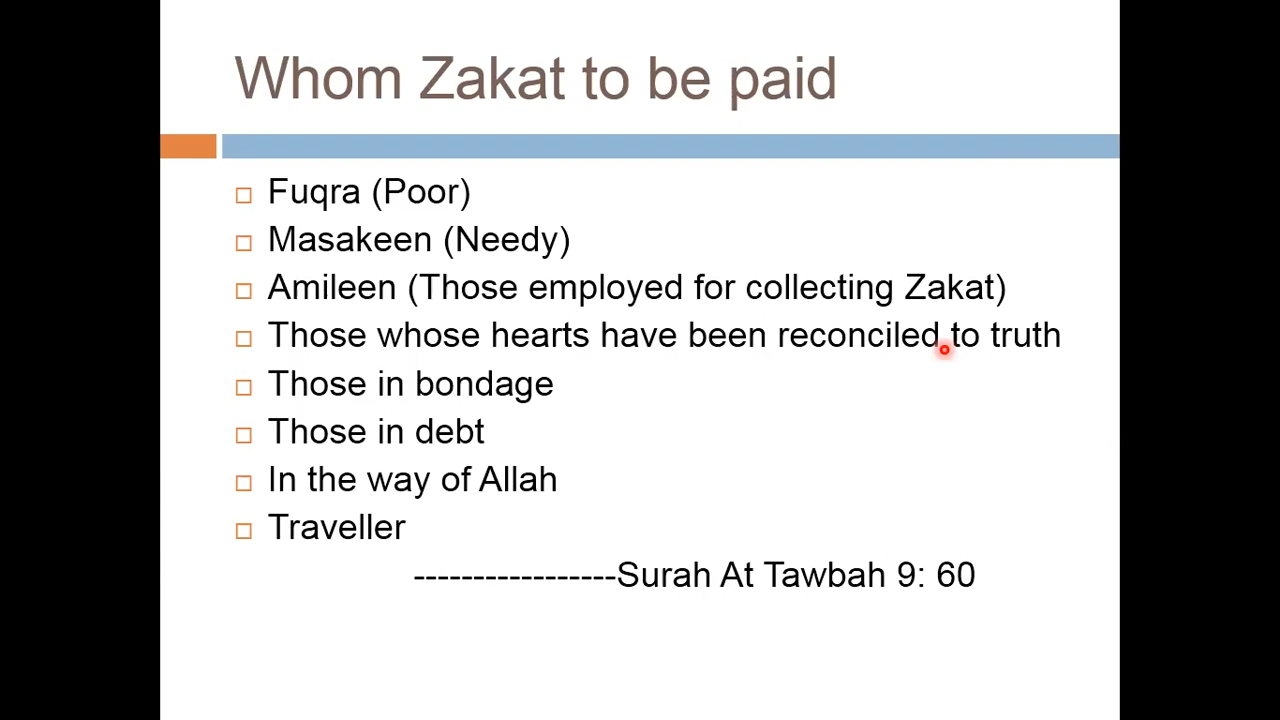 Whom Zakat to be paid
Fuqra (Poor)
Masakeen (Needy)
Amileen (Those employed for collecting Zakat)
Those whose hearts have been reconciled to truth
Those in bondage
Those in debt
In the way of Allah
Traveller
-----------------Surah At Tawbah 9: 60